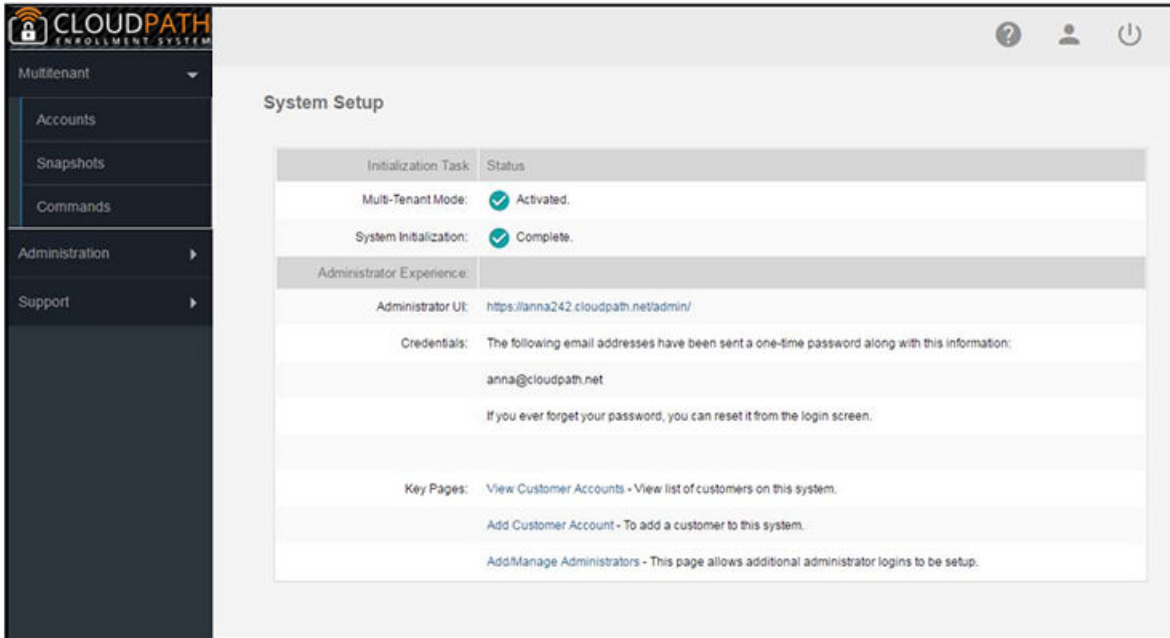 CLOUDPATH
ENROLLMENT SYSTEM
Multitenant
Accounts
Snapshots
Commands
Administration
Support
System Setup
Initialization Task Status
Multi-Tenant Mode: Activated.
System Initialization: Complete.
Administrator Experience:
Administrator UI: https://anna242.cloudpath.net/admin/
Credentials: The following email addresses have been sent a one-time password along with this information:
anna@cloudpath.net
If you ever forget your password, you can reset it from the login screen.
Key Pages: View Customer Accounts - View list of customers on this system.
Add Customer Account - To add a customer to this system.
Add/Manage Administrators - This page allows additional administrator logins to be setup.